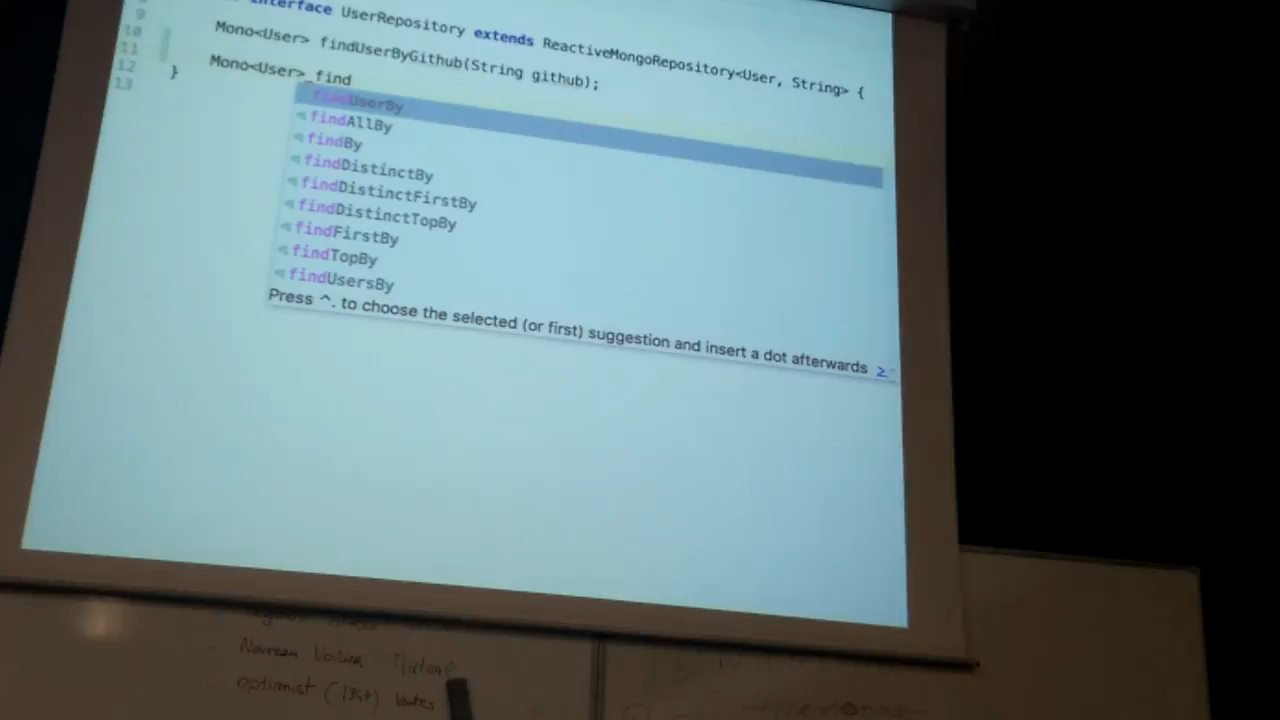 9
interface UserRepository extends ReactiveMongoRepository<User, String> {
10
Mono<User> findUserByGithub(String github);
11
Mono<User> find
12
}
13
findUserBy
findAllBy
findBy
findDistinctBy
findDistinctFirstBy
findDistinctTopBy
findFirstBy
findTopBy
findUsersBy
Press ^. to choose the selected (or first) suggestion and insert a dot afterwards ≥
optimist